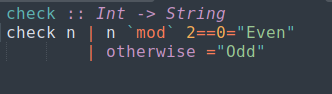 check :: Int -> String
check n | n `mod` 2==0="Even"
        | otherwise ="Odd"